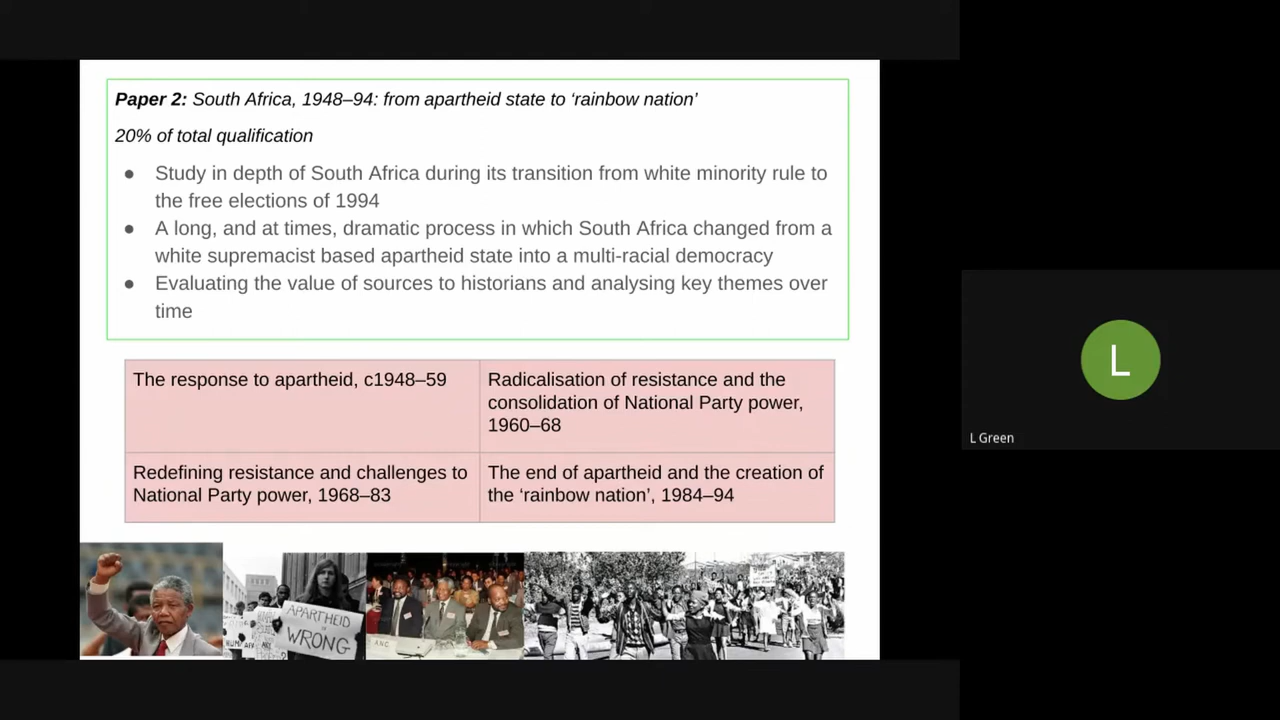 Paper 2: South Africa, 1948–94: from apartheid state to ‘rainbow nation’
20% of total qualification
● Study in depth of South Africa during its transition from white minority rule to
the free elections of 1994
● A long, and at times, dramatic process in which South Africa changed from a
white supremacist based apartheid state into a multi-racial democracy
● Evaluating the value of sources to historians and analysing key themes over
time
The response to apartheid, c1948–59
Radicalisation of resistance and the
consolidation of National Party power,
1960–68
Redefining resistance and challenges to
National Party power, 1968–83
The end of apartheid and the creation of
the ‘rainbow nation’, 1984–94
APARTHEID
WRONG
ANC
L
L Green